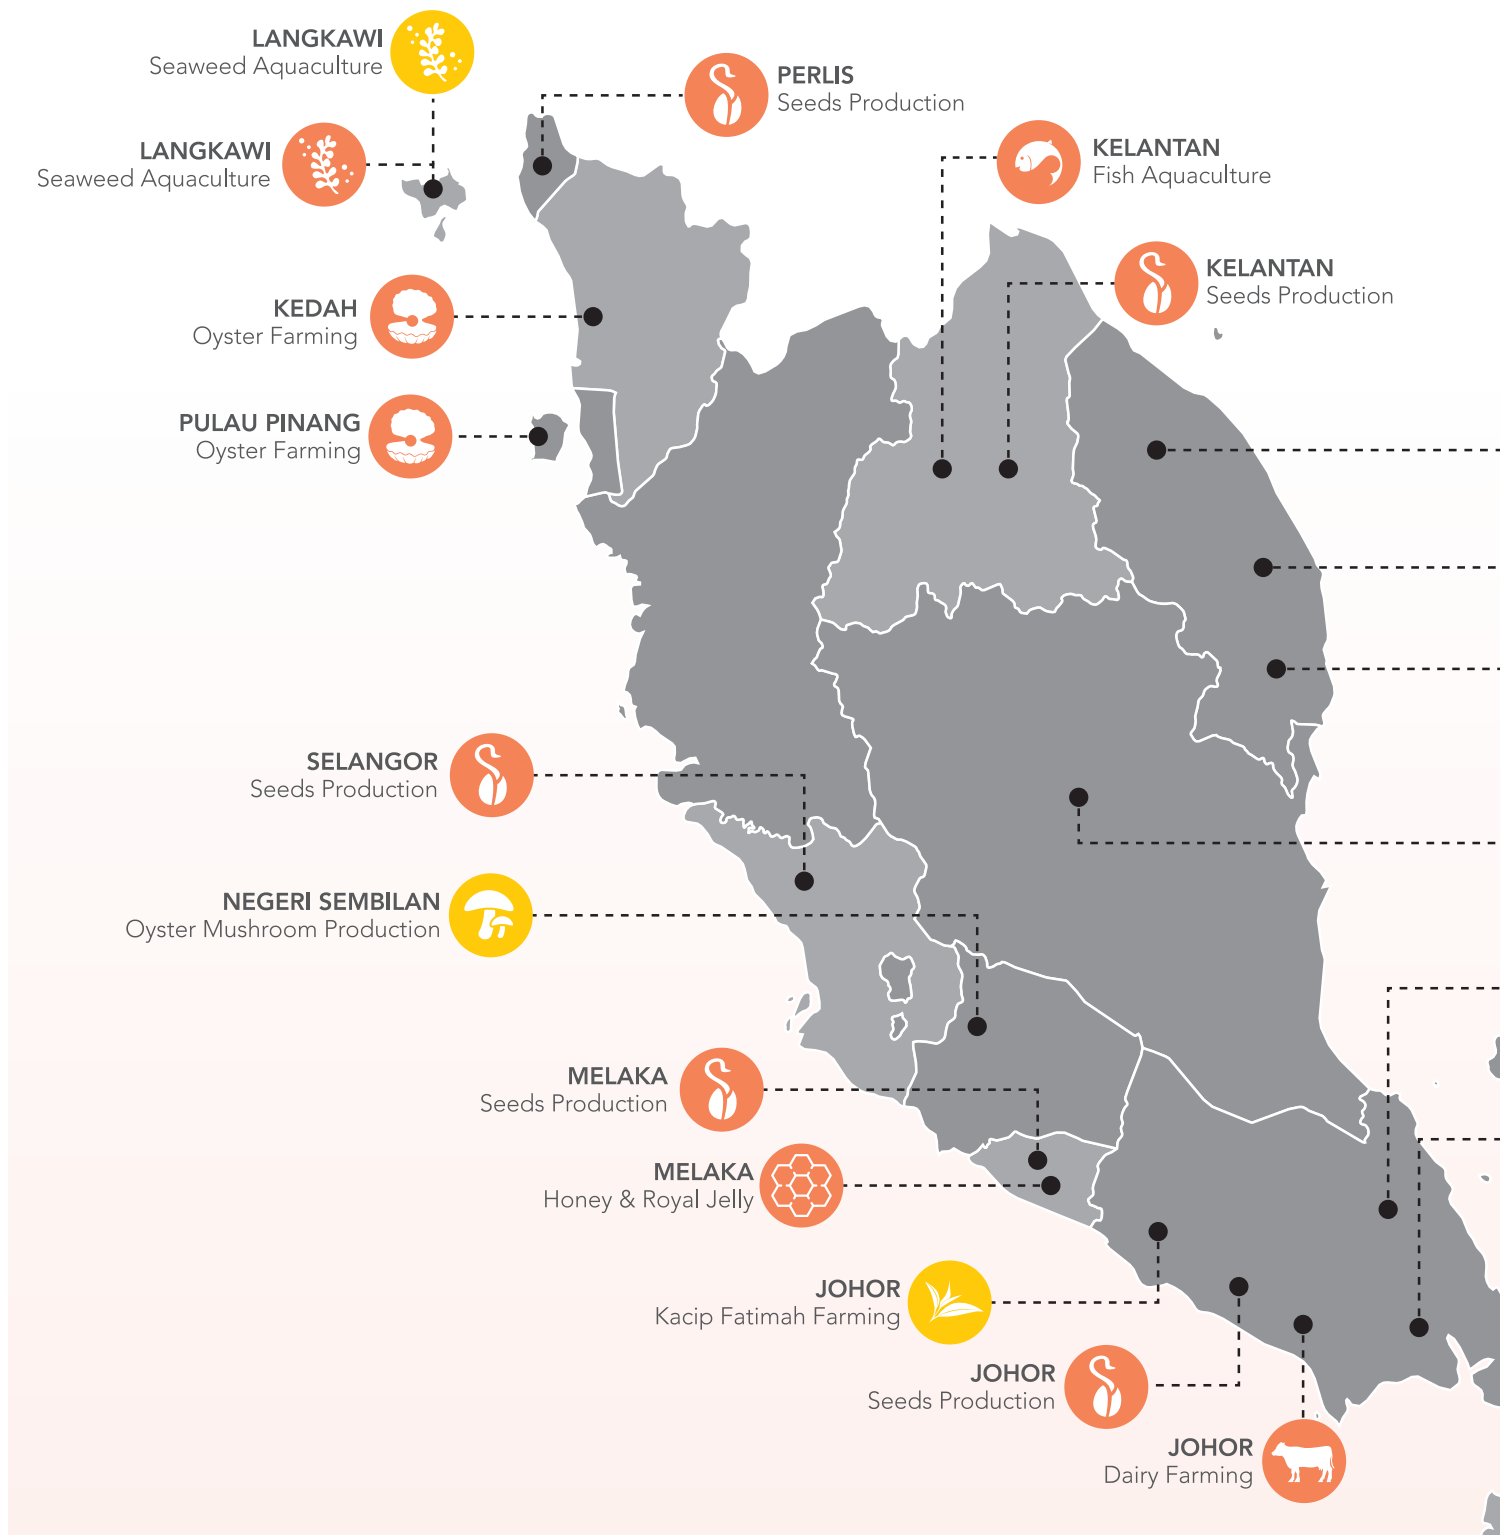 LANGKAWI
Seaweed Aquaculture
PERLIS
Seeds Production
LANGKAWI
Seaweed Aquaculture
KELANTAN
Fish Aquaculture
KELANTAN
Seeds Production
KEDAH
Oyster Farming
PULAU PINANG
Oyster Farming
SELANGOR
Seeds Production
NEGERI SEMBILAN
Oyster Mushroom Production
MELAKA
Seeds Production
MELAKA
Honey & Royal Jelly
JOHOR
Kacip Fatimah Farming
JOHOR
Seeds Production
JOHOR
Dairy Farming